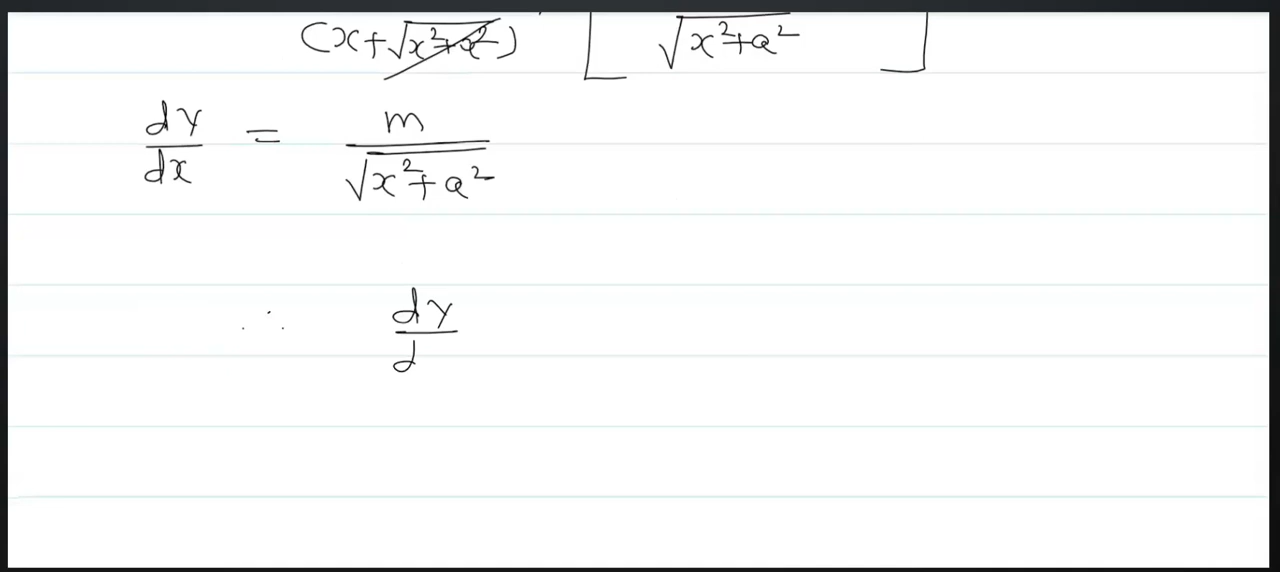 (x+√x²+a²) [ √x²+a² ]
dy/dx = m/√x²+a²
∴ dy/d